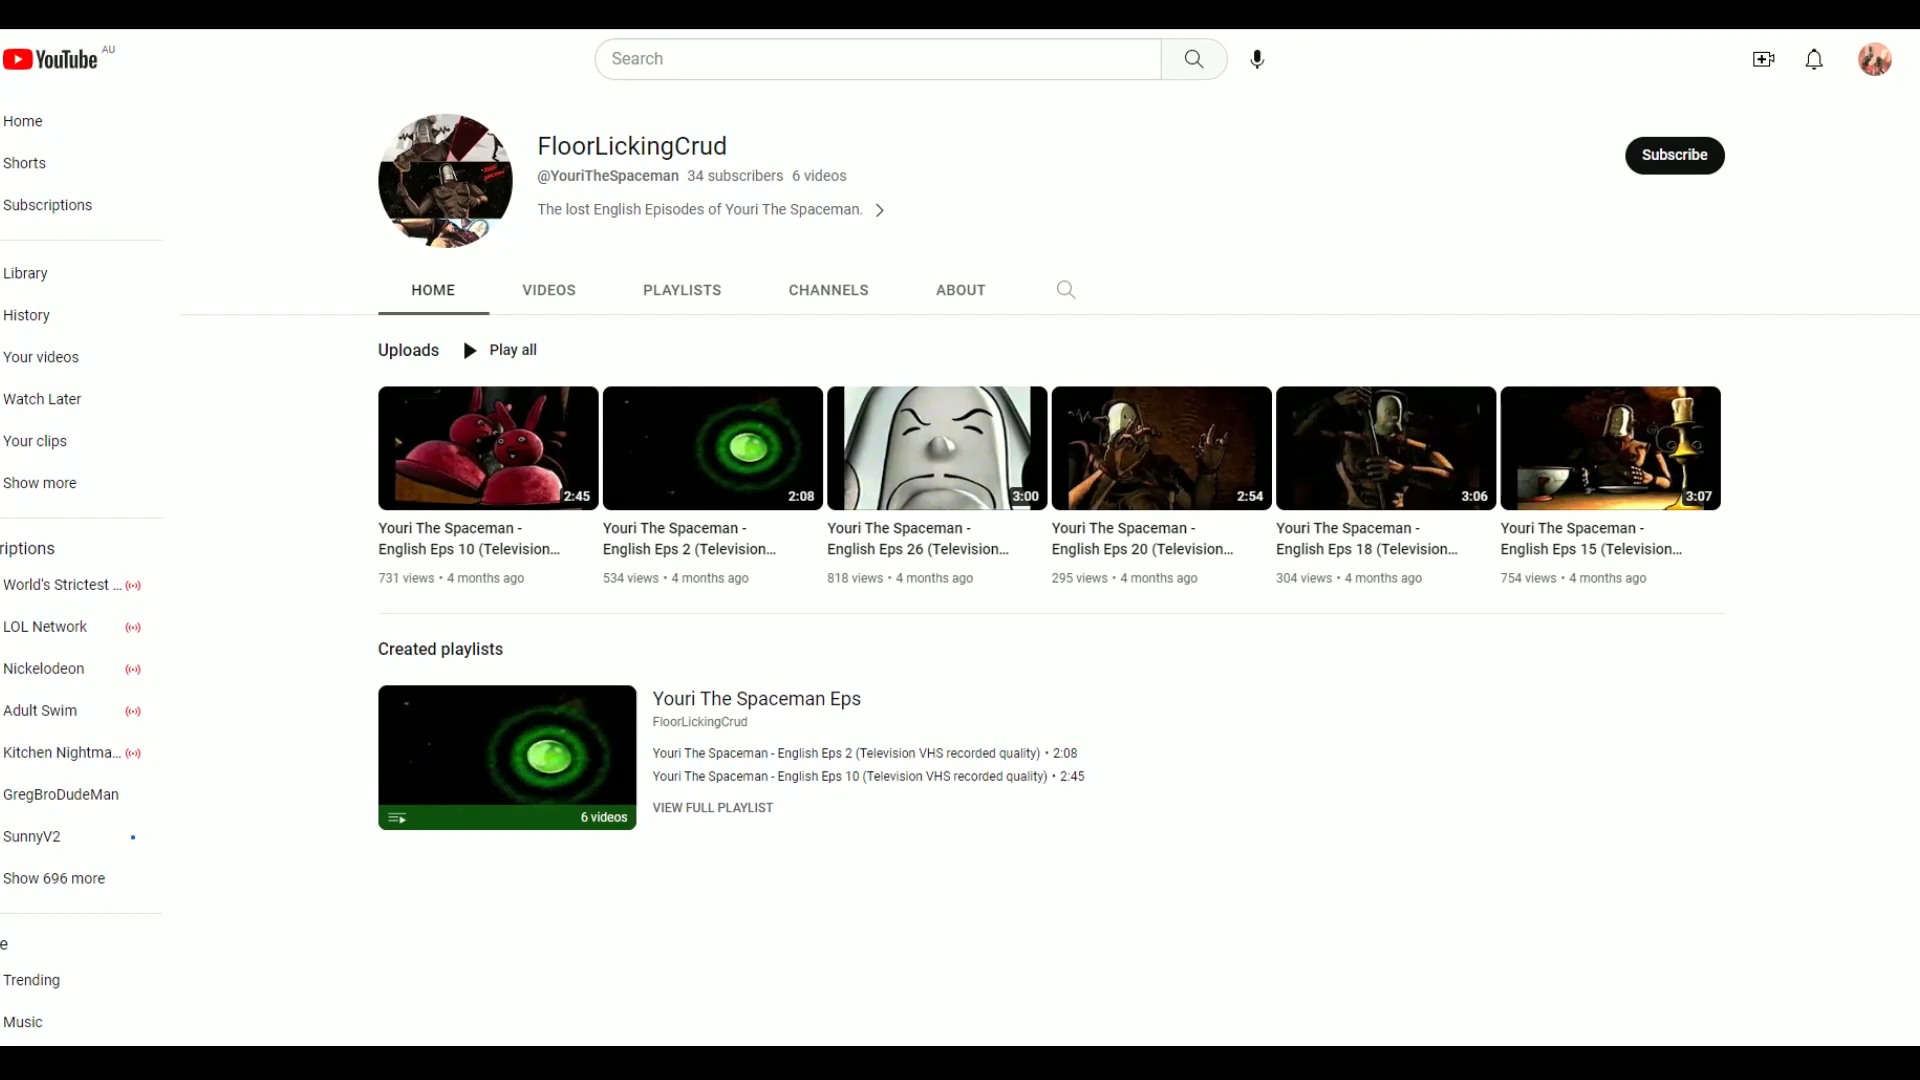 YouTube AU
Search
Home
Shorts
Subscriptions
Library
History
Your videos
Watch Later
Your clips
Show more
riptions
World's Strictest ...
LOL Network
Nickelodeon
Adult Swim
Kitchen Nightma...
GregBroDudeMan
SunnyV2
Show 696 more
e
Trending
Music
FloorLickingCrud
@YouriTheSpaceman 34 subscribers 6 videos
The lost English Episodes of Youri The Spaceman.
Subscribe
HOME VIDEOS PLAYLISTS CHANNELS ABOUT
Uploads Play all
2:45
Youri The Spaceman -
English Eps 10 (Television...
731 views • 4 months ago
2:08
Youri The Spaceman -
English Eps 2 (Television...
534 views • 4 months ago
3:00
Youri The Spaceman -
English Eps 26 (Television...
818 views • 4 months ago
2:54
Youri The Spaceman -
English Eps 20 (Television...
295 views • 4 months ago
3:06
Youri The Spaceman -
English Eps 18 (Television...
304 views • 4 months ago
3:07
Youri The Spaceman -
English Eps 15 (Television...
754 views • 4 months ago
Created playlists
6 videos
Youri The Spaceman Eps
FloorLickingCrud
Youri The Spaceman - English Eps 2 (Television VHS recorded quality) • 2:08
Youri The Spaceman - English Eps 10 (Television VHS recorded quality) • 2:45
VIEW FULL PLAYLIST